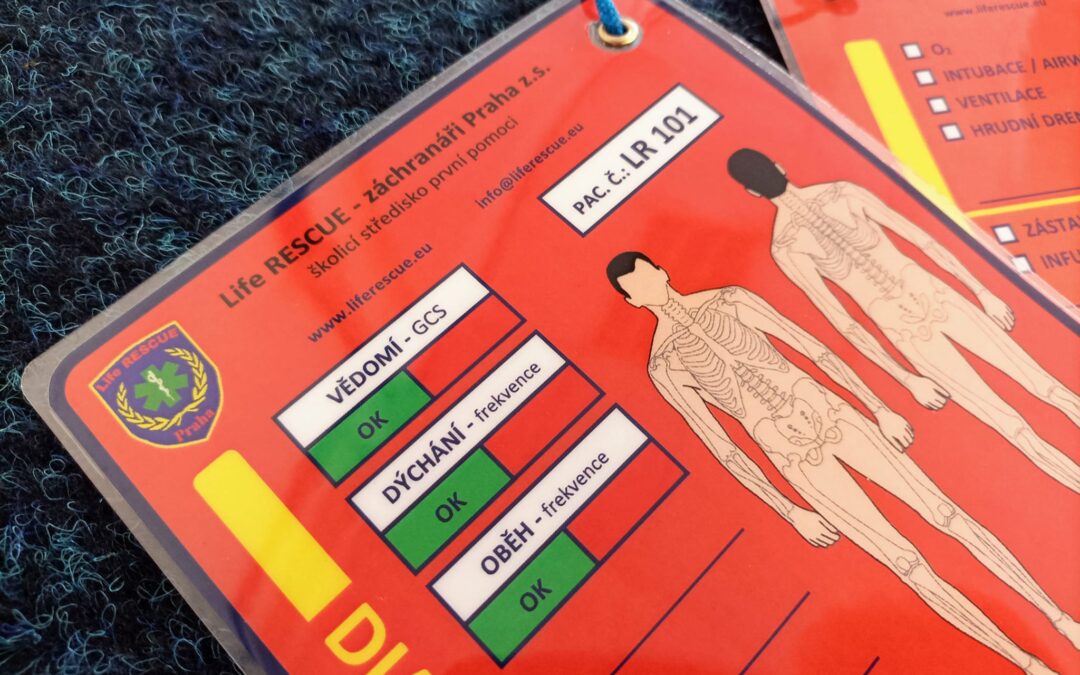 Life RESCUE - záchranáři Praha z.s.
školicí středisko první pomoci
www.liferescue.eu
info@liferescue.eu
PAC. Č.: LR 101
Life RESCUE
Praha
VĚDOMÍ - GCS
OK
DÝCHÁNÍ - frekvence
OK
OBĚH - frekvence
OK
www.liferescue.eu
O₂
INTUBACE / AIRW
VENTILACE
HRUDNÍ DREN
ZÁSTA
INFU